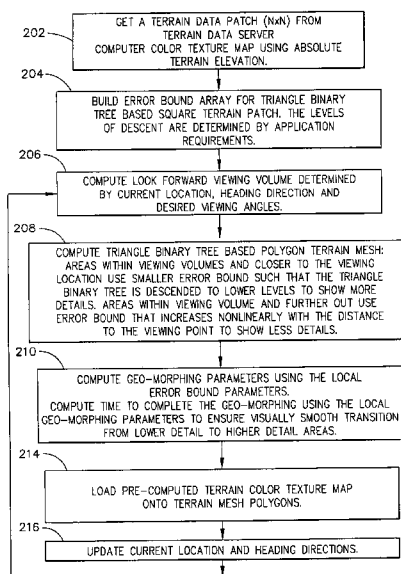 202
GET A TERRAIN DATA PATCH (NxN) FROM
TERRAIN DATA SERVER
COMPUTER COLOR TEXTURE MAP USING ABSOLUTE
TERRAIN ELEVATION.
204
BUILD ERROR BOUND ARRAY FOR TRIANGLE BINARY
TREE BASED SQUARE TERRAIN PATCH. THE LEVELS
OF DESCENT ARE DETERMINED BY APPLICATION
REQUIREMENTS.
206
COMPUTE LOOK FORWARD VIEWING VOLUME DETERMINED
BY CURRENT LOCATION, HEADING DIRECTION AND
DESIRED VIEWING ANGLES.
208
COMPUTE TRIANGLE BINARY TREE BASED POLYGON TERRAIN MESH:
AREAS WITHIN VIEWING VOLUMES AND CLOSER TO THE VIEWING
LOCATION USE SMALLER ERROR BOUND SUCH THAT THE TRIANGLE
BINARY TREE IS DESCENDED TO LOWER LEVELS TO SHOW MORE
DETAILS. AREAS WITHIN VIEWING VOLUME AND FURTHER OUT USE
ERROR BOUND THAT INCREASES NONLINEARLY WITH THE DISTANCE
TO THE VIEWING POINT TO SHOW LESS DETAILS.
210
COMPUTE GEO-MORPHING PARAMETERS USING THE LOCAL
ERROR BOUND PARAMETERS.
COMPUTE TIME TO COMPLETE THE GEO-MORPHING USING THE LOCAL
GEO-MORPHING PARAMETERS TO ENSURE VISUALLY SMOOTH TRANSITION
FROM LOWER DETAIL TO HIGHER DETAIL AREAS.
214
LOAD PRE-COMPUTED TERRAIN COLOR TEXTURE MAP
ONTO TERRAIN MESH POLYGONS.
216
UPDATE CURRENT LOCATION AND HEADING DIRECTIONS.